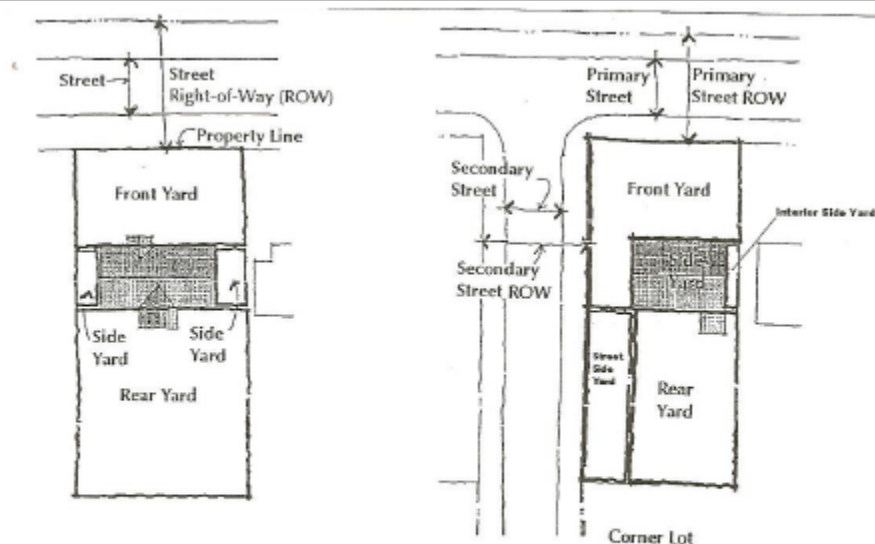 Street
Street
Right-of-Way (ROW)
Property Line
Front Yard
Side
Yard
Side
Yard
Rear Yard
Primary
Street
Primary
Street ROW
Secondary
Street
Front Yard
Interior Side Yard
Secondary
Street ROW
Side
Yard
Street
Side
Yard
Rear
Yard
Corner Lot